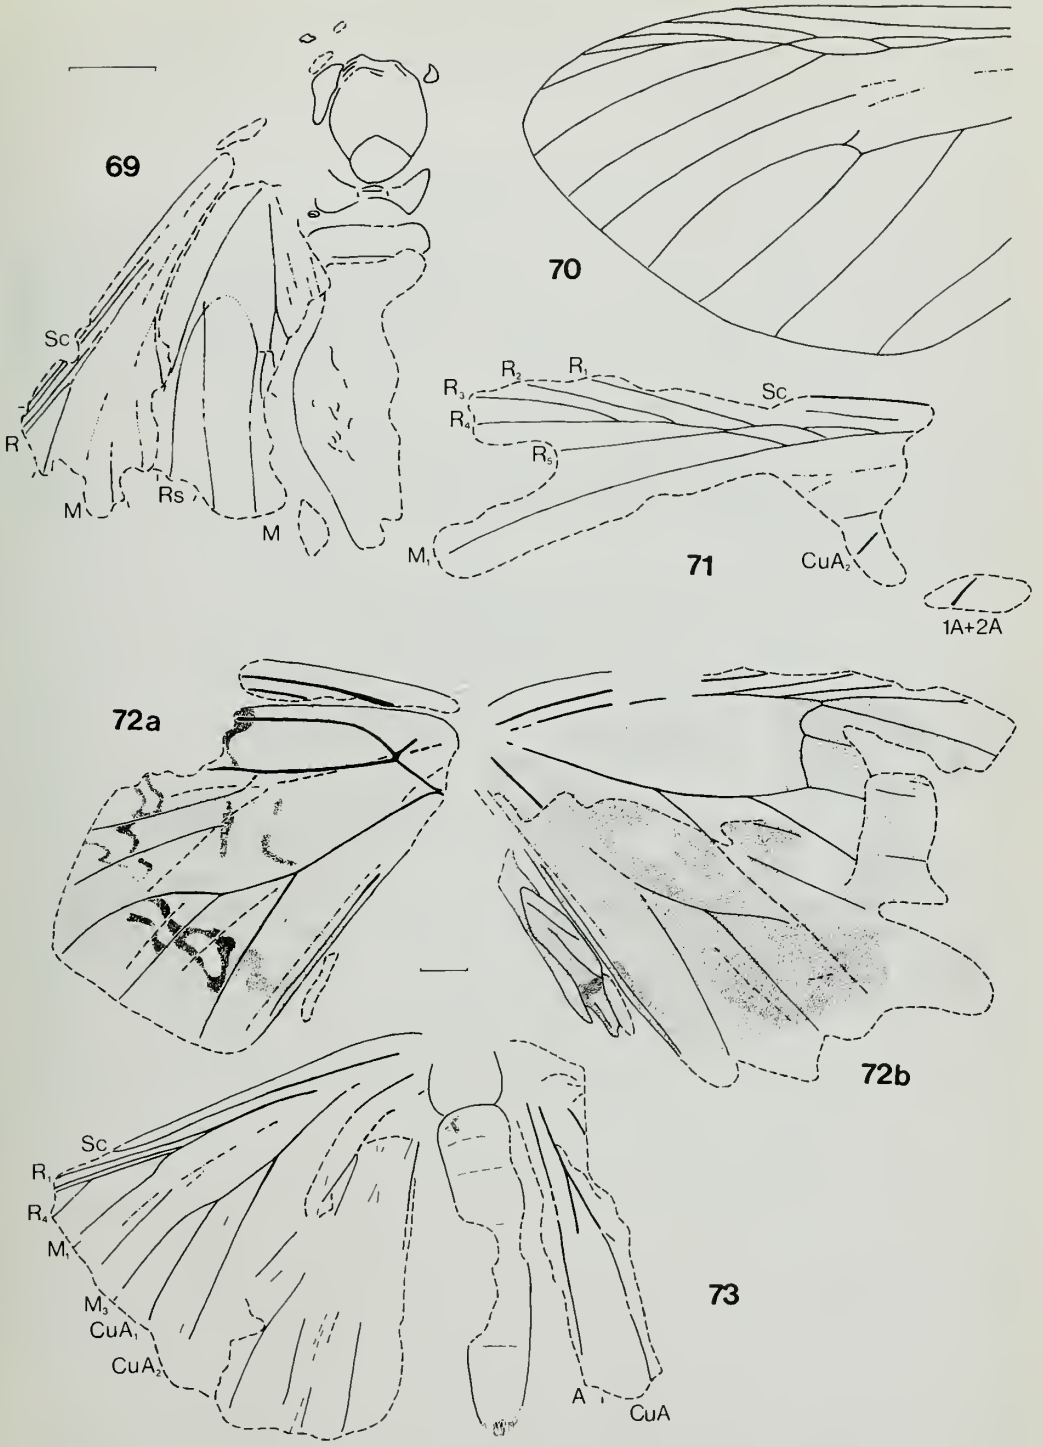 69
70
Sc
R
M
Rs
M
R₃
R₂
R₁
Sc
R₄
R₅
M₁
71
CuA₂
1A+2A
72a
72b
Sc
R₁
R₄
M₁
M₃
CuA₁
CuA₂
73
A
CuA